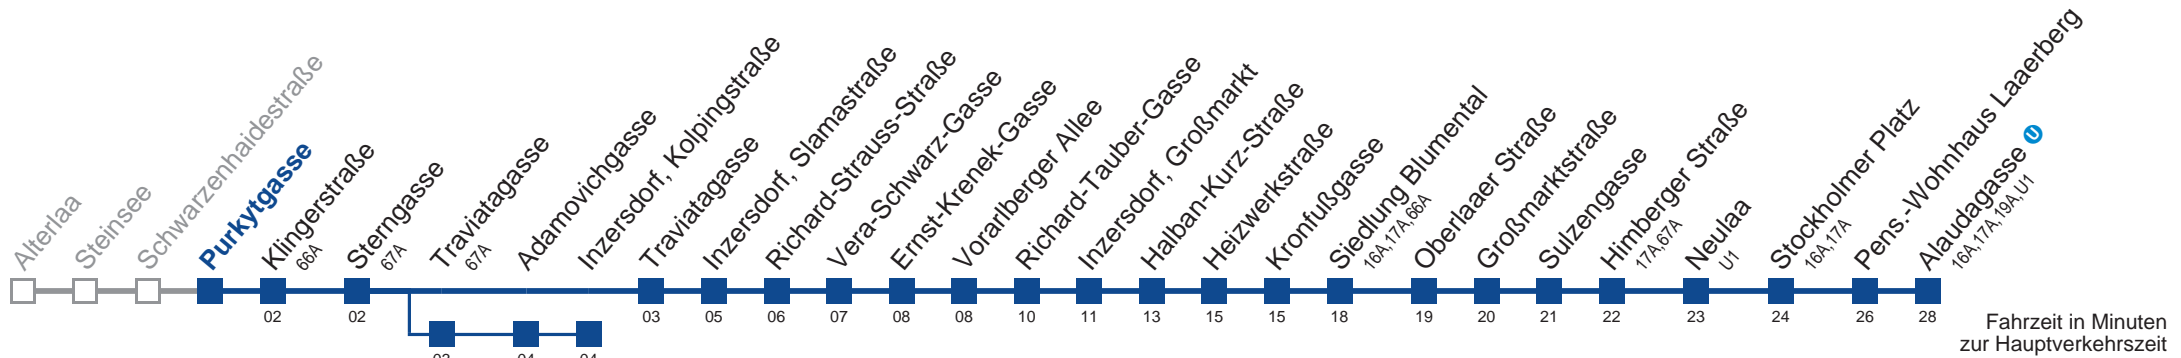 Alterlaa
Steinsee
Schwarzenhaidestraße
Purkytgasse
Klingerstraße
66A
Sterngasse
67A
Traviatagasse
67A
Adamovichgasse
Inzersdorf, Kolpingstraße
Traviatagasse
Inzersdorf, Slamastraße
Richard-Strauss-Straße
Vera-Schwarz-Gasse
Ernst-Krenek-Gasse
Vorarlberger Allee
Richard-Tauber-Gasse
Inzersdorf, Großmarkt
Halban-Kurz-Straße
Heizwerkstraße
Kronfußgasse
Siedlung Blumental
16A,17A,66A
Oberlaaer Straße
Großmarktstraße
Sulzengasse
Himberger Straße
17A,67A
Neulaa
U1
Stockholmer Platz
16A,17A
Pens.-Wohnhaus Laaerberg
Alaudagasse U
16A,17A,19A,U1
02 02 03 05 06 07 08 08 10 11 13 15 15 18 19 20 21 22 23 24 26 28
03 04 04
Fahrzeit in Minuten
zur Hauptverkehrszeit